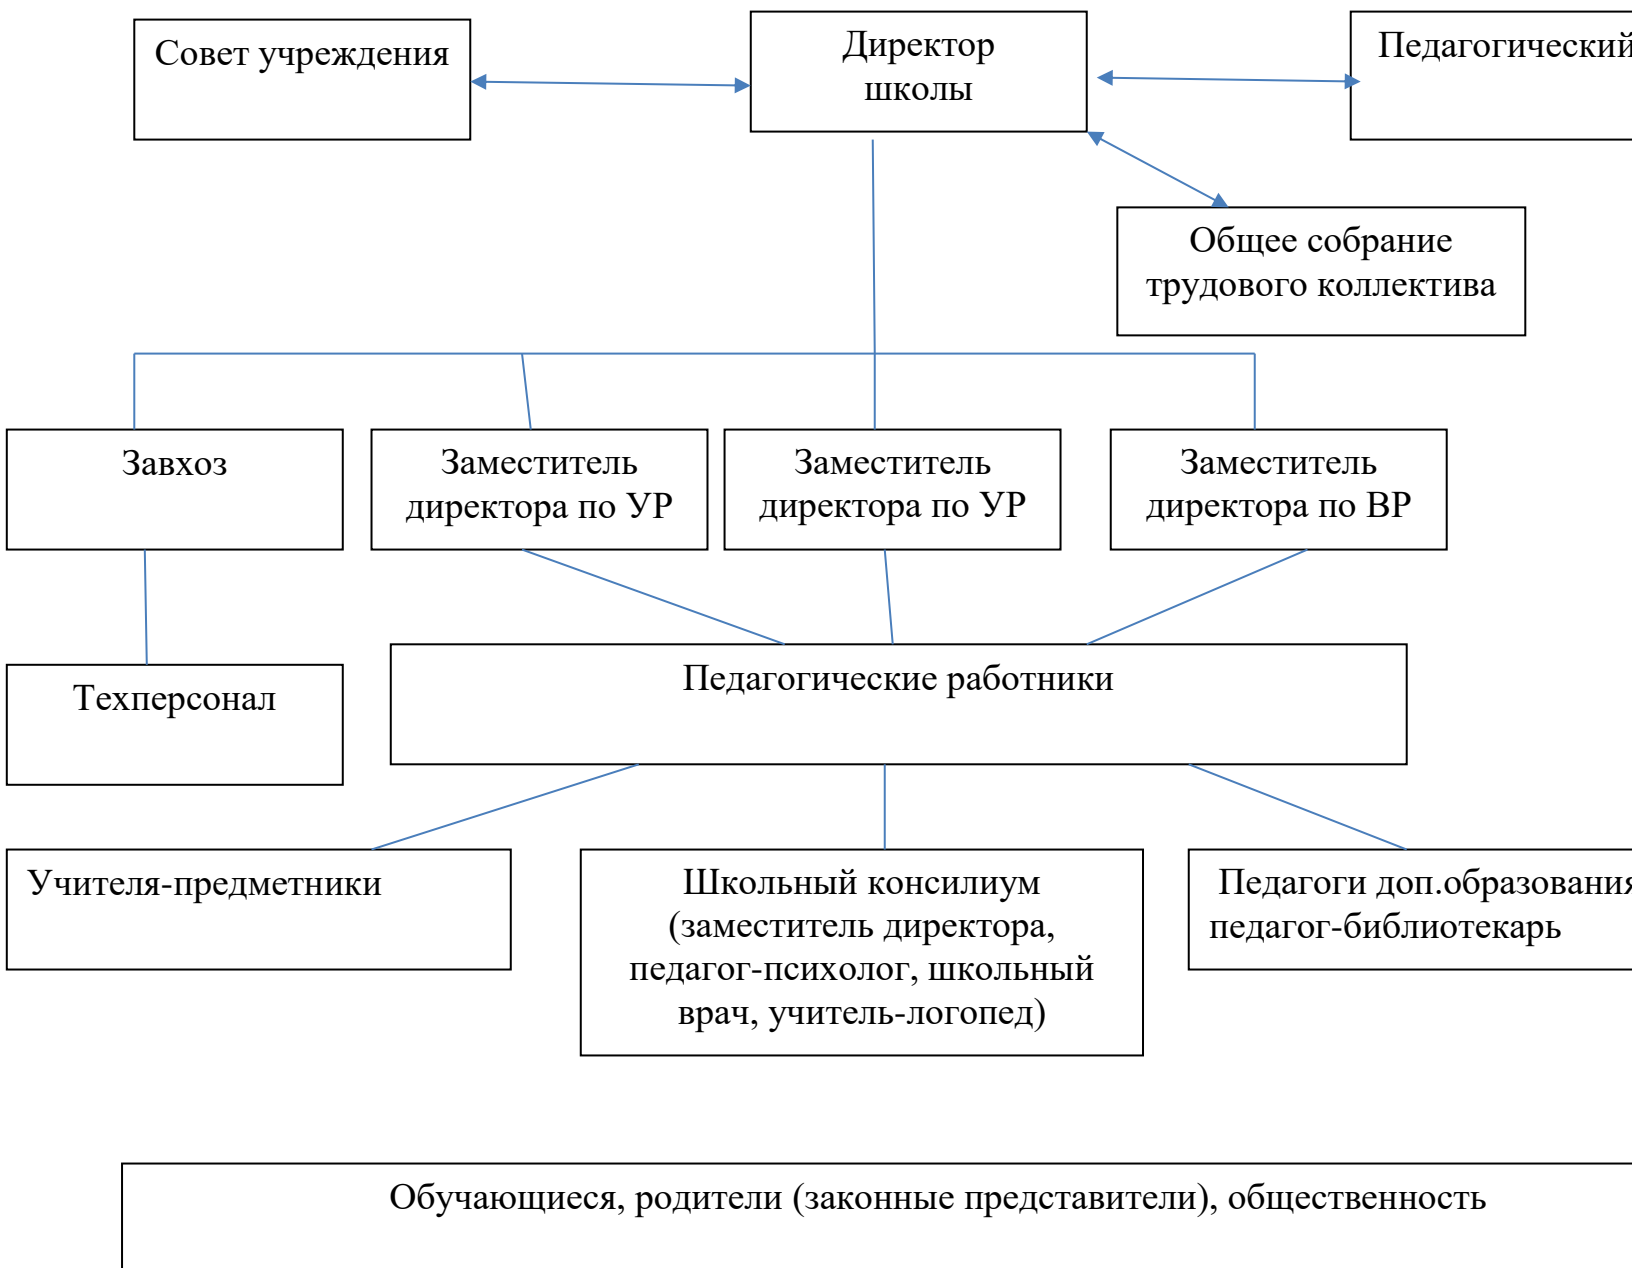 Совет учреждения
Директор
школы
Педагогический
Общее собрание
трудового коллектива
Завхоз
Заместитель
директора по УР
Заместитель
директора по УР
Заместитель
директора по ВР
Техперсонал
Педагогические работники
Учителя-предметники
Школьный консилиум
(заместитель директора,
педагог-психолог, школьный
врач, учитель-логопед)
Педагоги доп.образования
педагог-библиотекарь
Обучающиеся, родители (законные представители), общественность